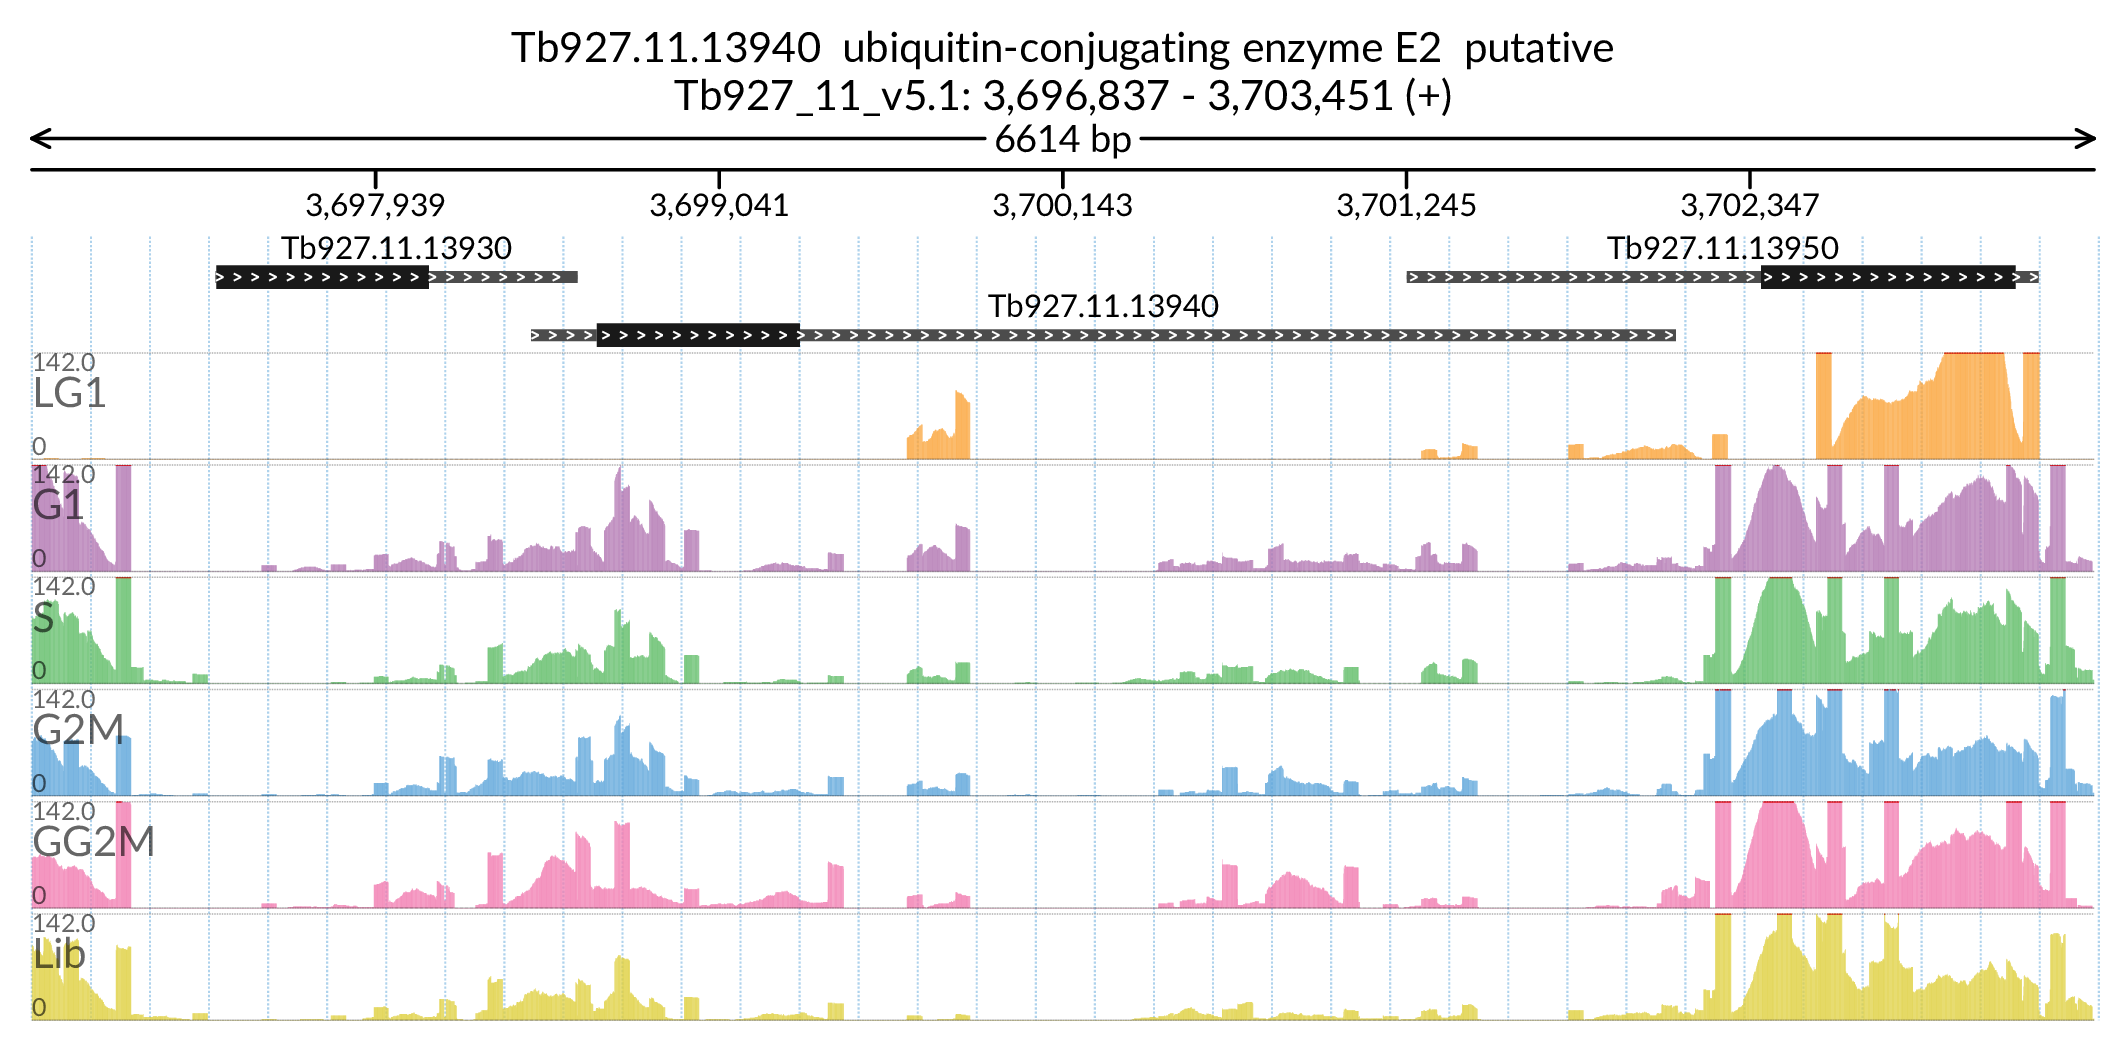 Tb927.11.13940  ubiquitin-conjugating enzyme E2  putative
Tb927_11_v5.1: 3,696,837 - 3,703,451 (+)
6614 bp
3,697,939 3,699,041 3,700,143 3,701,245 3,702,347
Tb927.11.13930 Tb927.11.13950
Tb927.11.13940
142.0
LG1
0
142.0
G1
0
142.0
S
0
142.0
G2M
0
142.0
GG2M
0
142.0
Lib
0